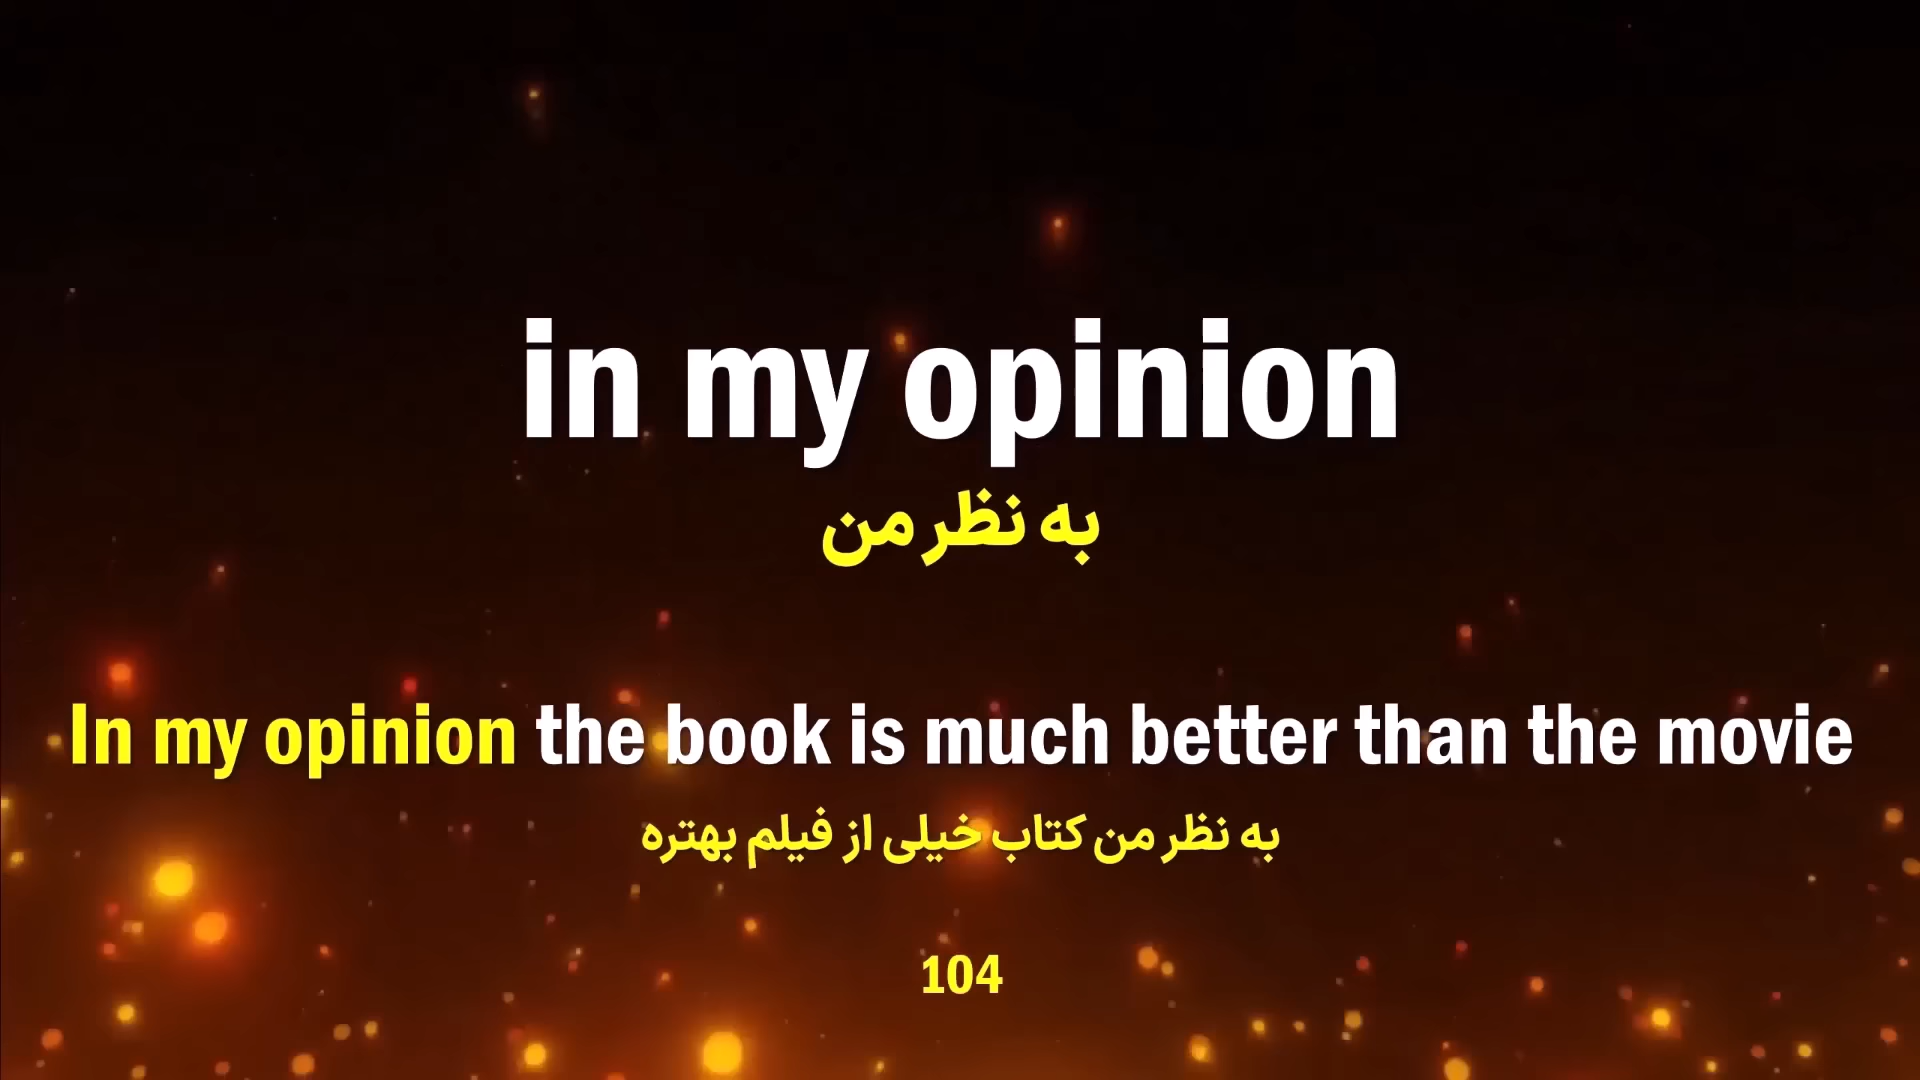 in my opinion
به نظر من
In my opinion the book is much better than the movie
به نظر من کتاب خیلی از فیلم بهتره
104